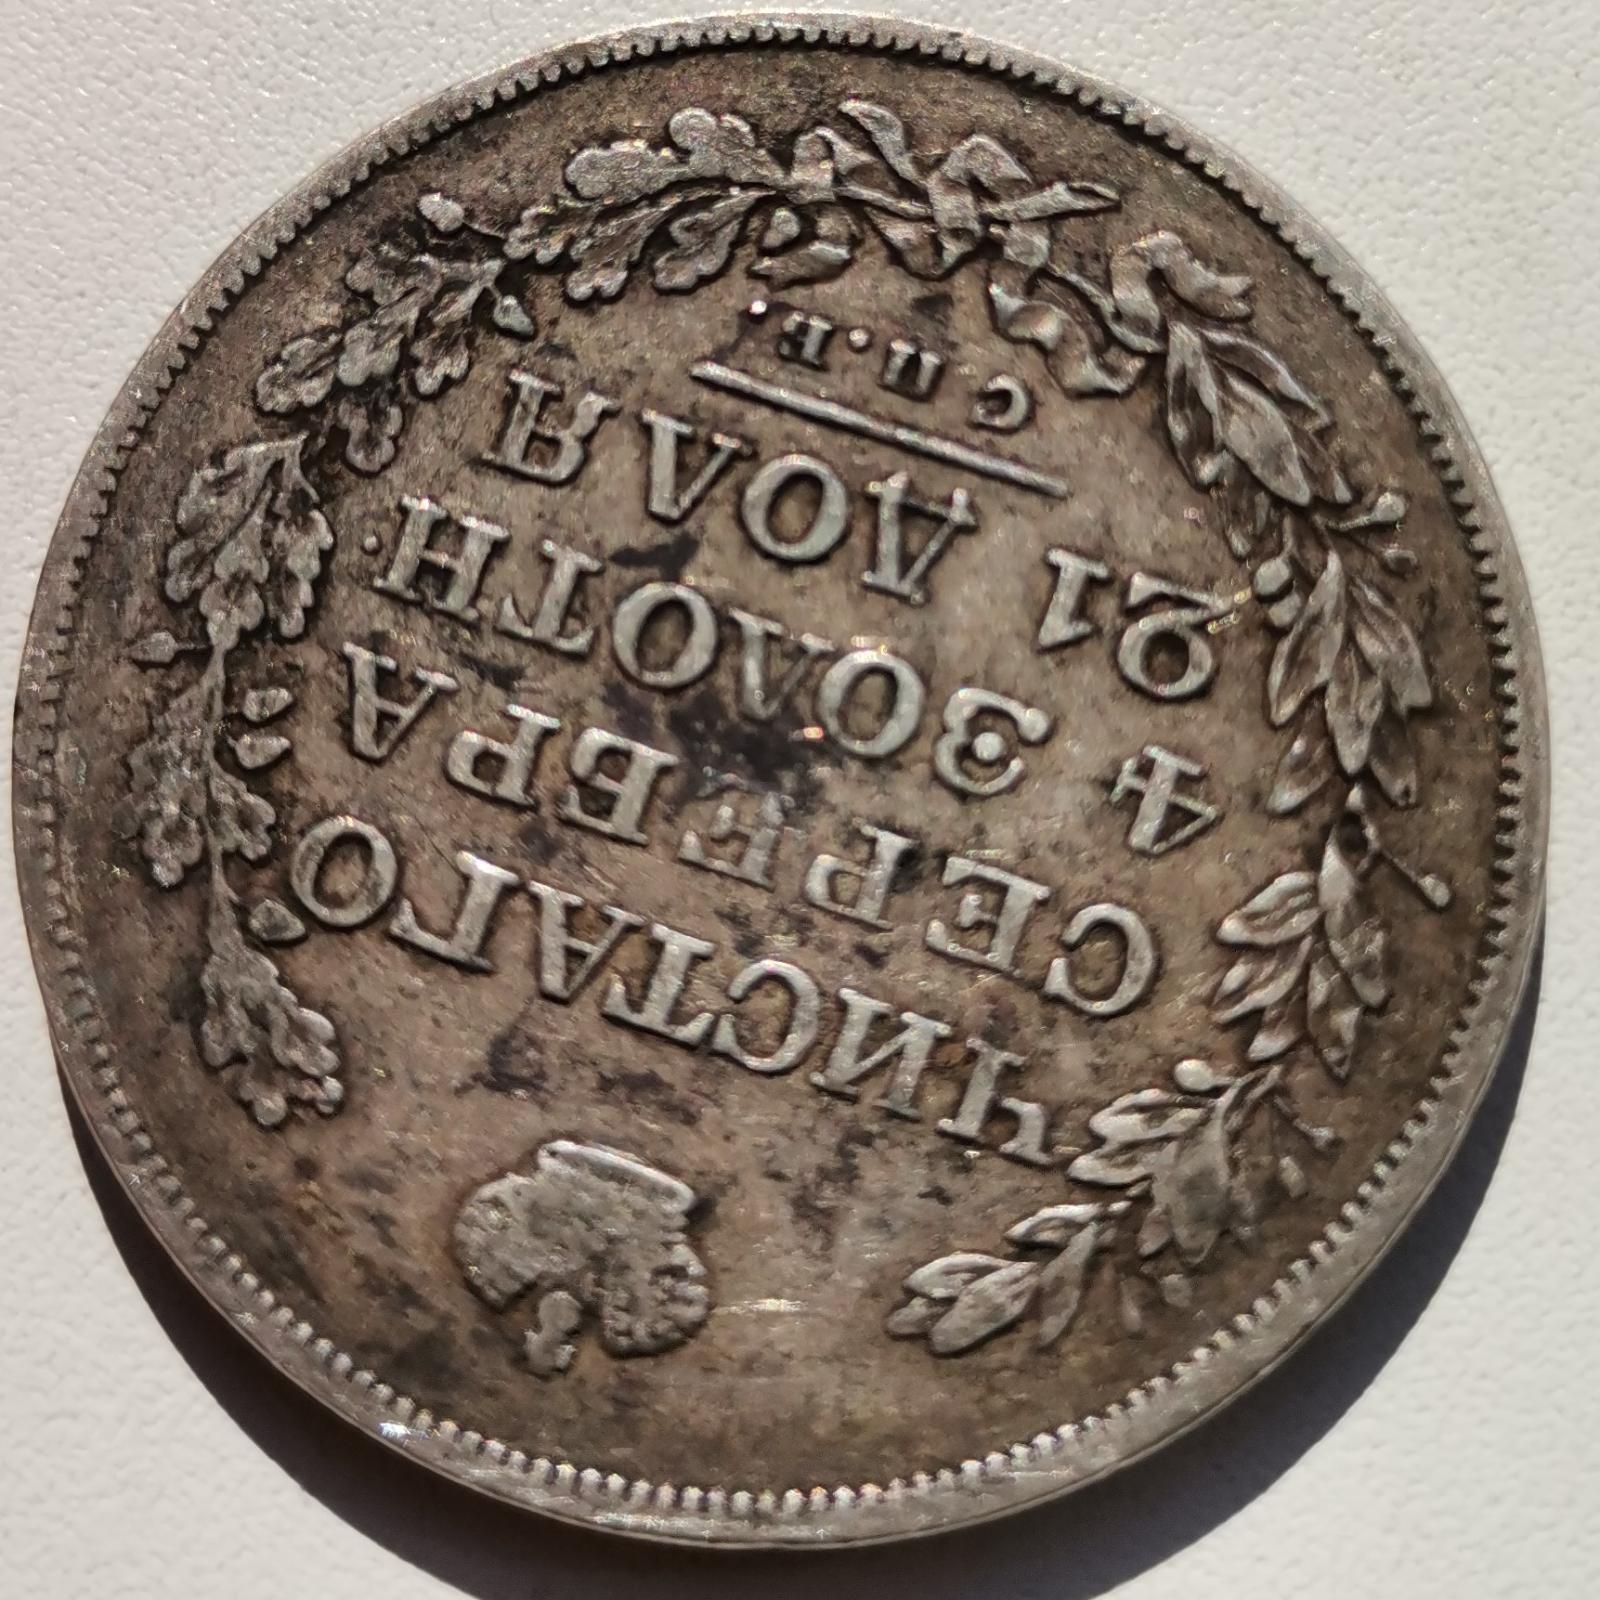 ЧИСТАГО
СЕРЕБРА
4 ЗОЛОТН.
21 ДОЛЯ
С.П.Б.